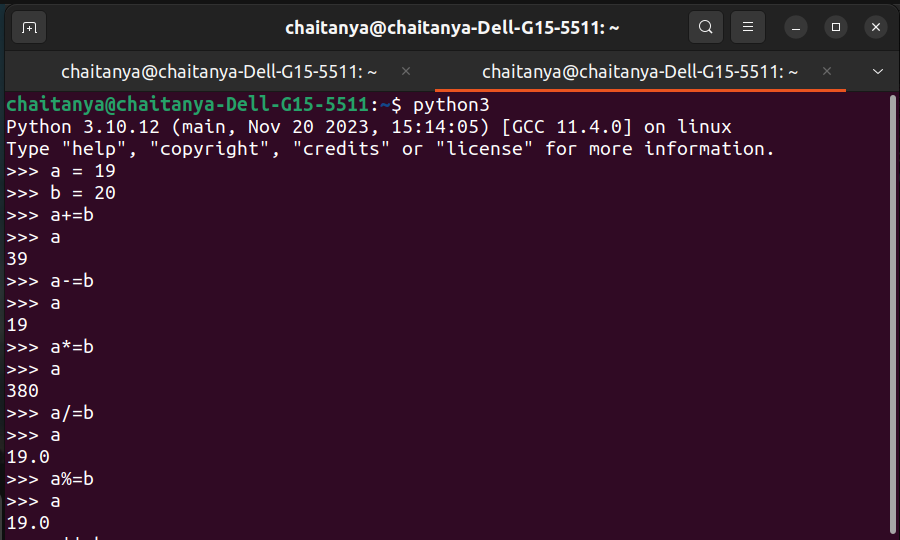 chaitanya@chaitanya-Dell-G15-5511: ~
chaitanya@chaitanya-Dell-G15-5511: ~ × chaitanya@chaitanya-Dell-G15-5511: ~ ×
chaitanya@chaitanya-Dell-G15-5511:~$ python3
Python 3.10.12 (main, Nov 20 2023, 15:14:05) [GCC 11.4.0] on linux
Type "help", "copyright", "credits" or "license" for more information.
>>> a = 19
>>> b = 20
>>> a+=b
>>> a
39
>>> a-=b
>>> a
19
>>> a*=b
>>> a
380
>>> a/=b
>>> a
19.0
>>> a%=b
>>> a
19.0